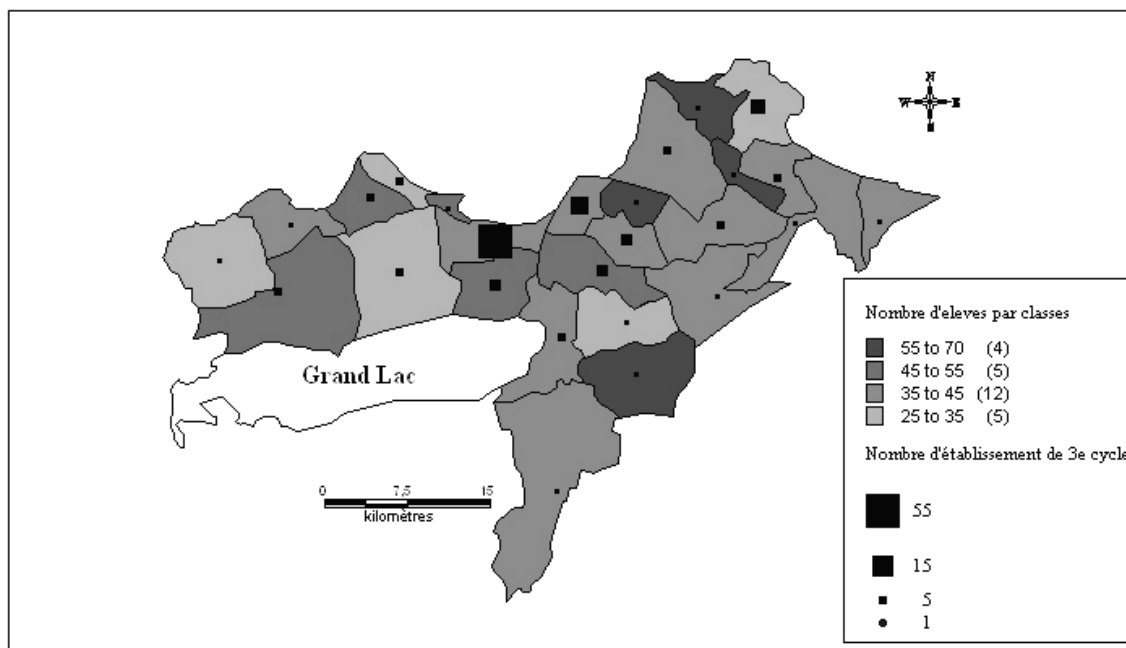 N
W E
S
Grand Lac
0 7,5 15
kilomètres
Nombre d'eleves par classes
55 to 70 (4)
45 to 55 (5)
35 to 45 (12)
25 to 35 (5)
Nombre d'établissement de 3e cycle
55
15
5
1